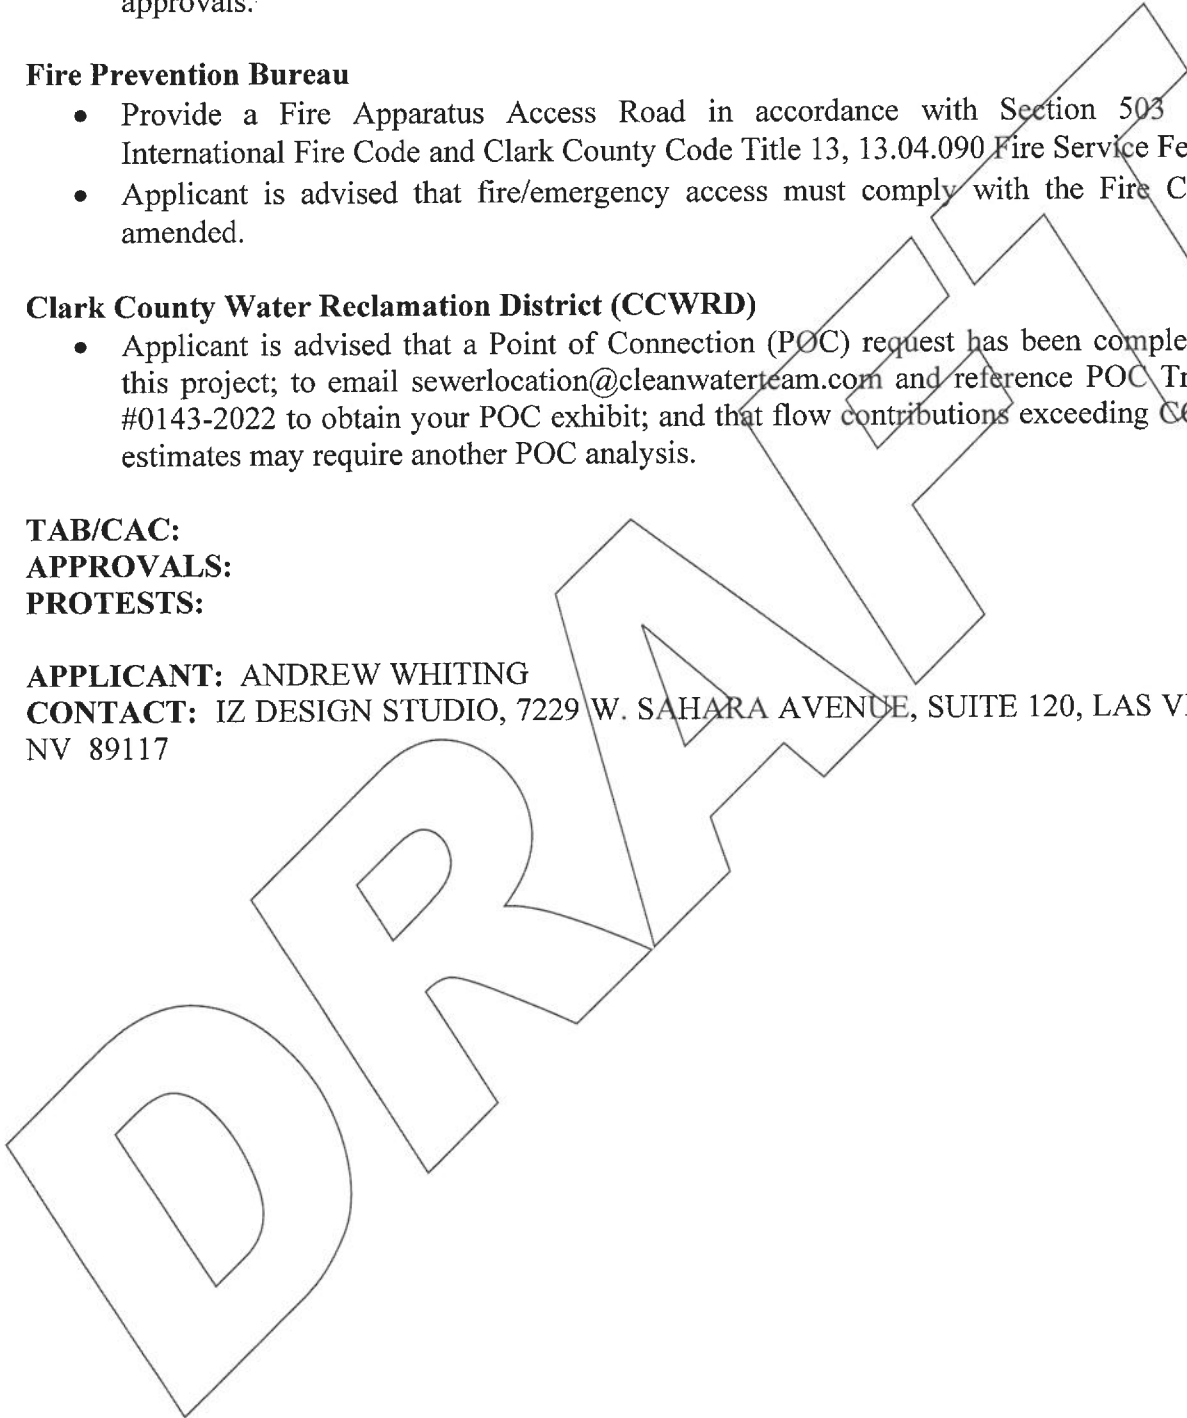 approvals.
Fire Prevention Bureau
• Provide a Fire Apparatus Access Road in accordance with Section 503
International Fire Code and Clark County Code Title 13, 13.04.090 Fire Service
• Applicant is advised that fire/emergency access must comply with the Fire
amended.
Clark County Water Reclamation District (CCWRD)
• Applicant is advised that a Point of Connection (POC) request has been
this project; to email sewerlocation@cleanwaterteam.com and reference POC
#0143-2022 to obtain your POC exhibit; and that flow contributions exceeding
estimates may require another POC analysis.
TAB/CAC:
APPROVALS:
PROTESTS:
APPLICANT: ANDREW WHITING
CONTACT: IZ DESIGN STUDIO, 7229 W. SAHARA AVENUE, SUITE 120, LAS
NV 89117
DRAFT